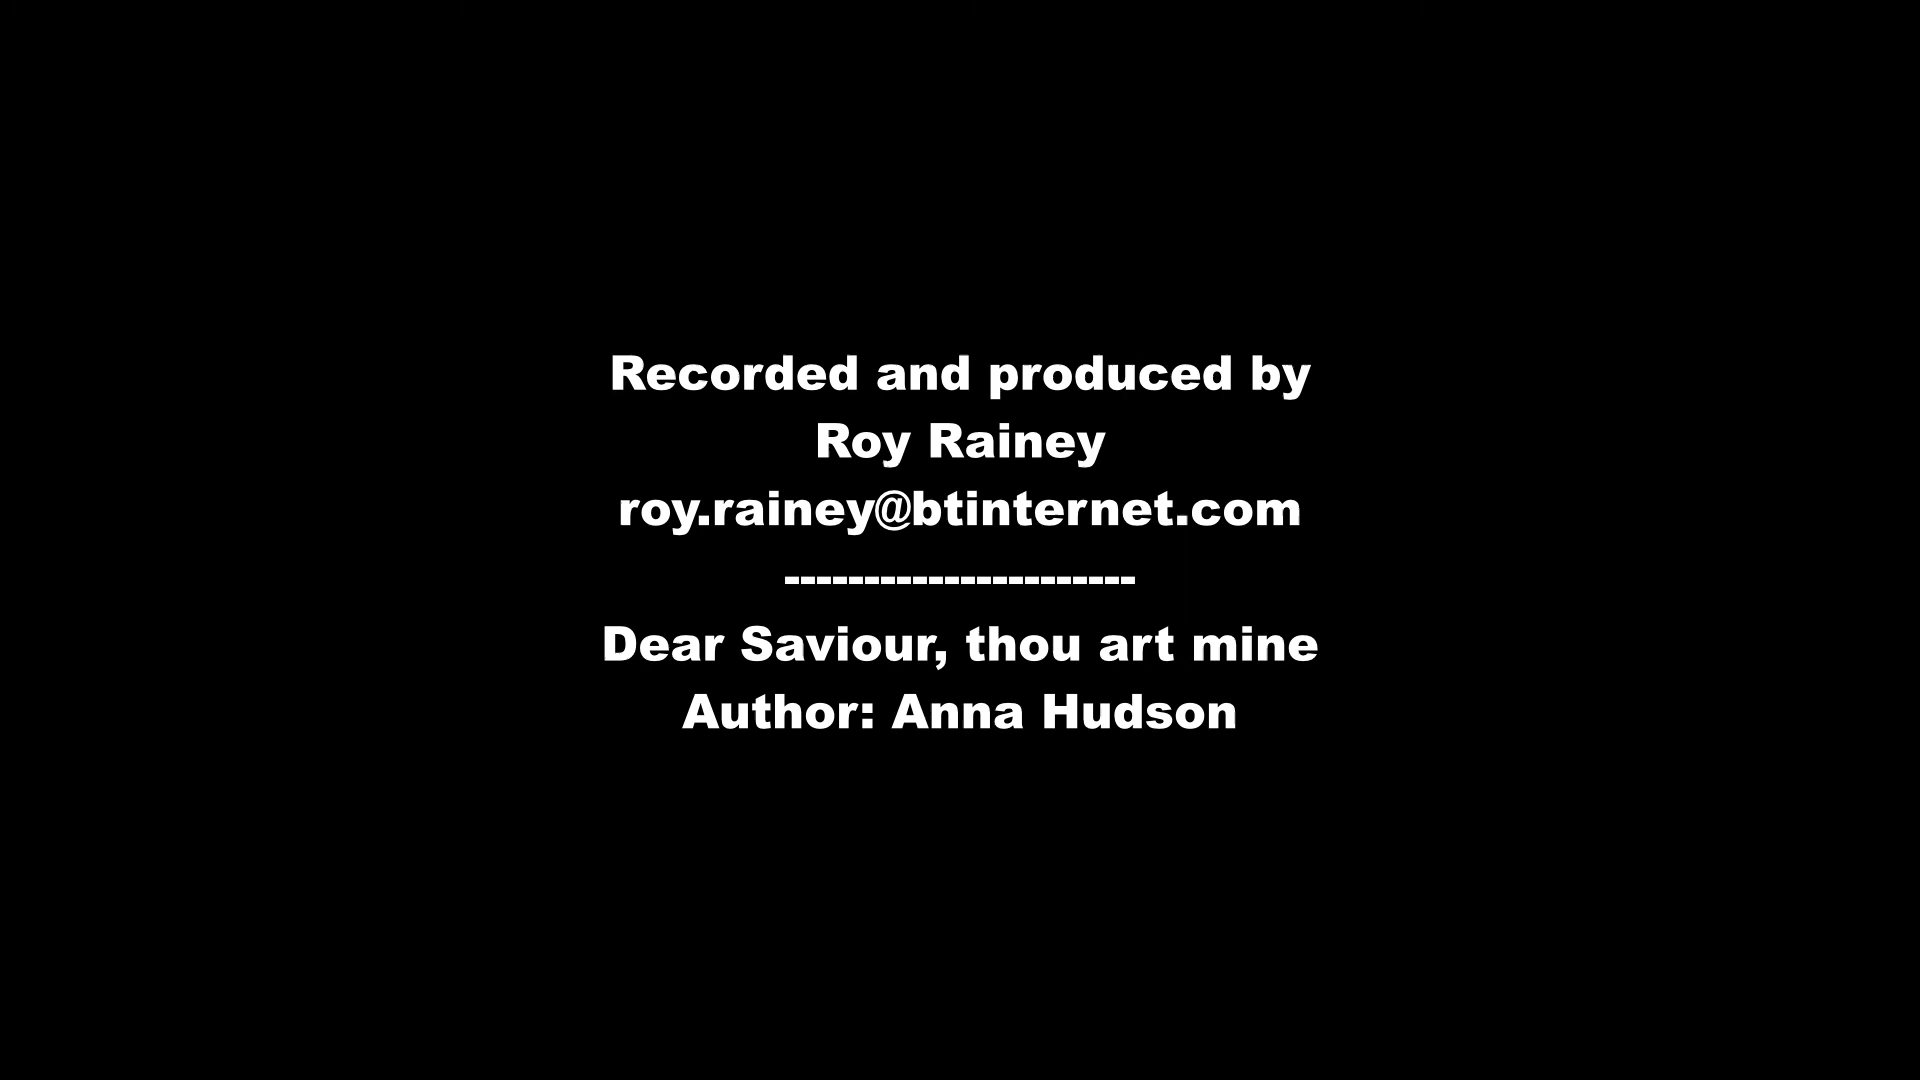 Recorded and produced by
Roy Rainey
roy.rainey@btinternet.com
----------------------
Dear Saviour, thou art mine
Author: Anna Hudson